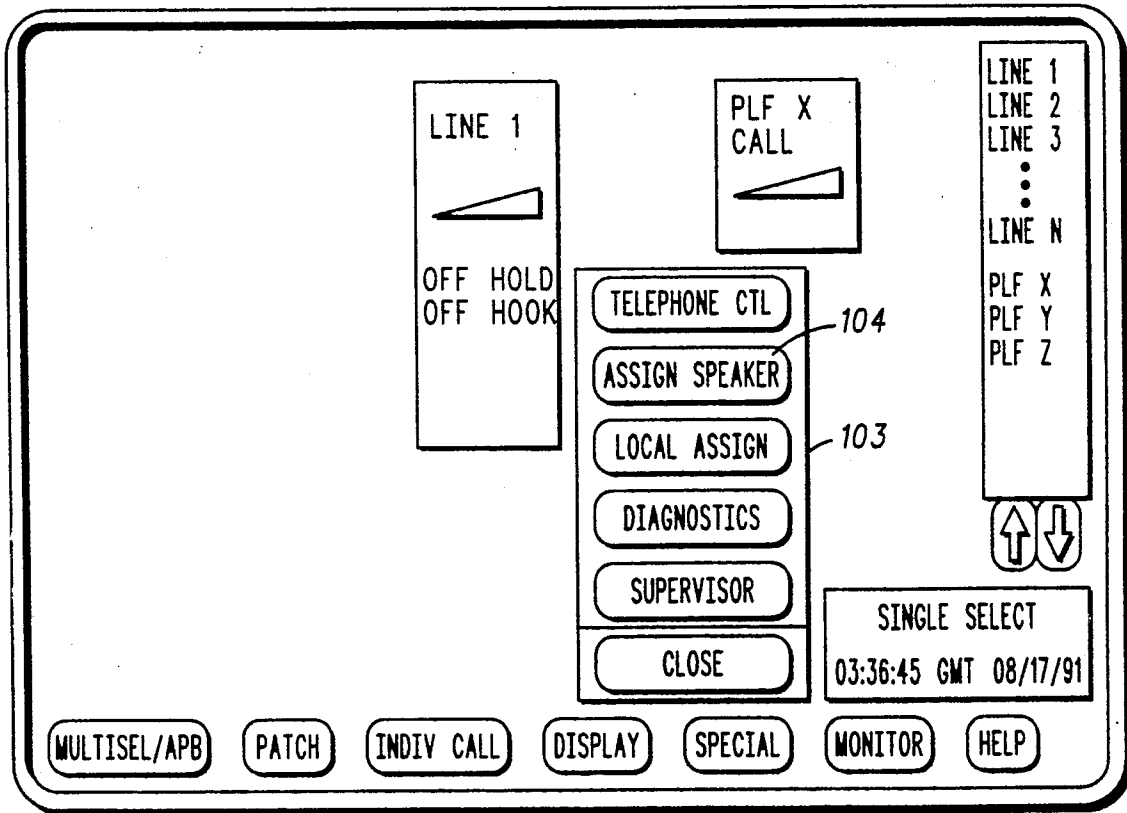 LINE 1
OFF HOLD
OFF HOOK
PLF X
CALL
TELEPHONE CTL
ASSIGN SPEAKER
LOCAL ASSIGN
DIAGNOSTICS
SUPERVISOR
CLOSE
104
103
LINE 1
LINE 2
LINE 3
LINE N
PLF X
PLF Y
PLF Z
SINGLE SELECT
03:36:45 GMT 08/17/91
MULTISEL/APB PATCH INDIV CALL DISPLAY SPECIAL MONITOR HELP